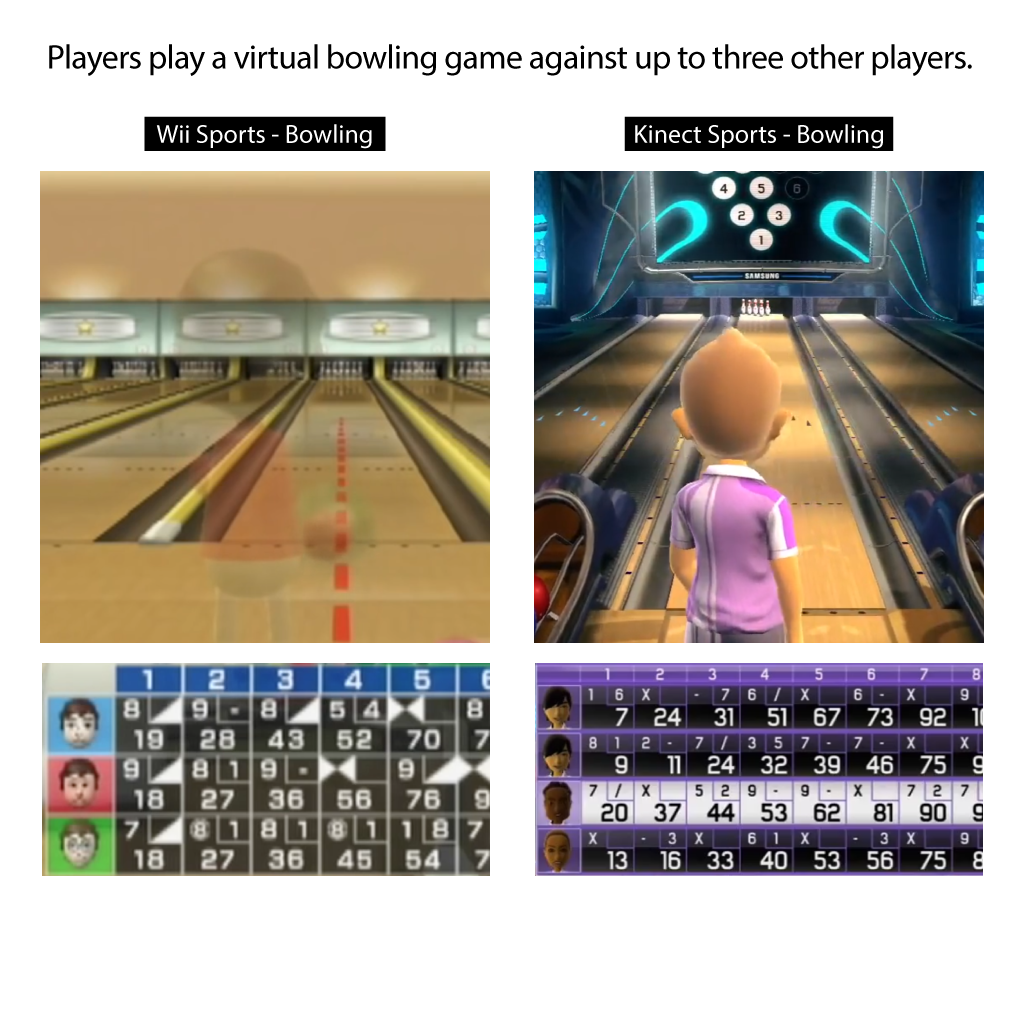 Players play a virtual bowling game against up to three other players.
Wii Sports - Bowling
Kinect Sports - Bowling
4 5 6
2 3
1
SAMSUNG
1 2 3 4 5 6
8 9 - 8 5 4 8
19 28 43 52 70 7
9 8 1 9 - 9
18 27 36 56 76 9
7 8 1 8 1 8 1 1 8 7
18 27 36 45 54 7
1 2 3 4 5 6 7 8
1 6 X - 7 6 / X 6 - X 9
7 24 31 51 67 73 92 10
8 1 2 - 7 / 3 5 7 - 7 - X X
9 11 24 32 39 46 75 9
7 / X 5 2 9 - 9 - X 7 2 7
20 37 44 53 62 81 90 9
X - 3 X 6 1 X - 3 X 9
13 16 33 40 53 56 75 8